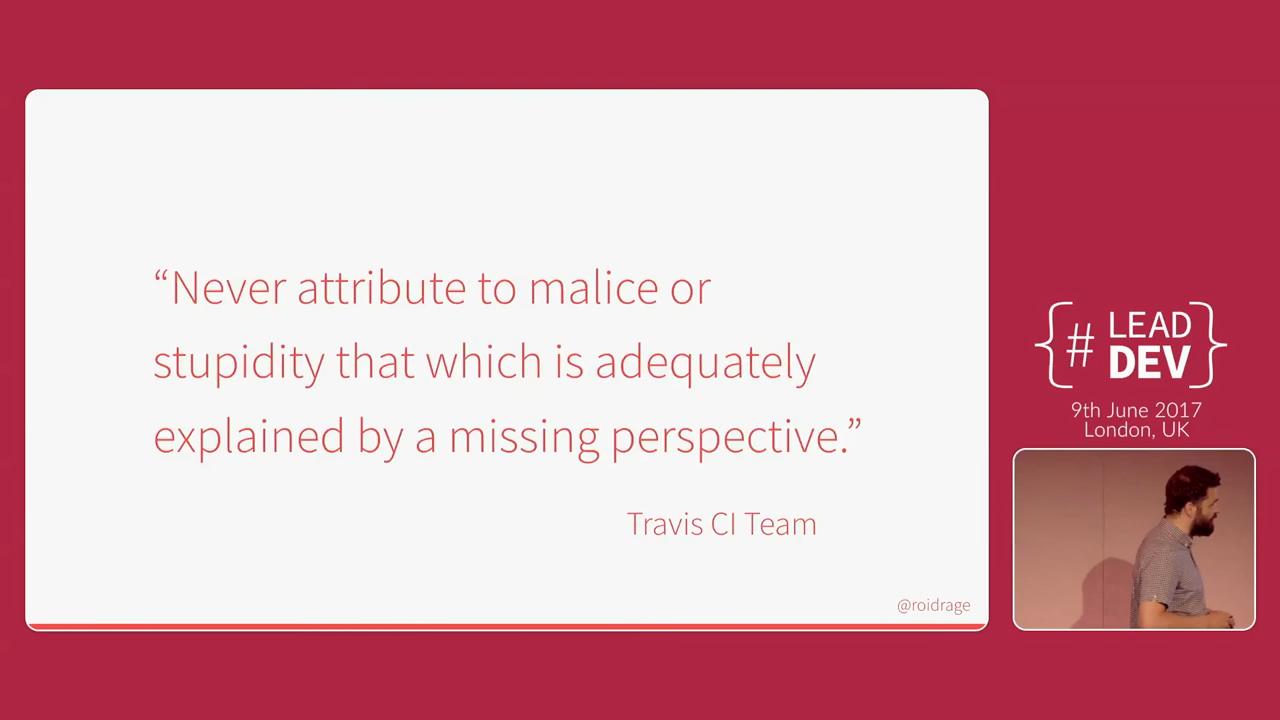 “Never attribute to malice or
stupidity that which is adequately
explained by a missing perspective.”
Travis CI Team
@roidrage
{# LEAD
DEV}
9th June 2017
London, UK